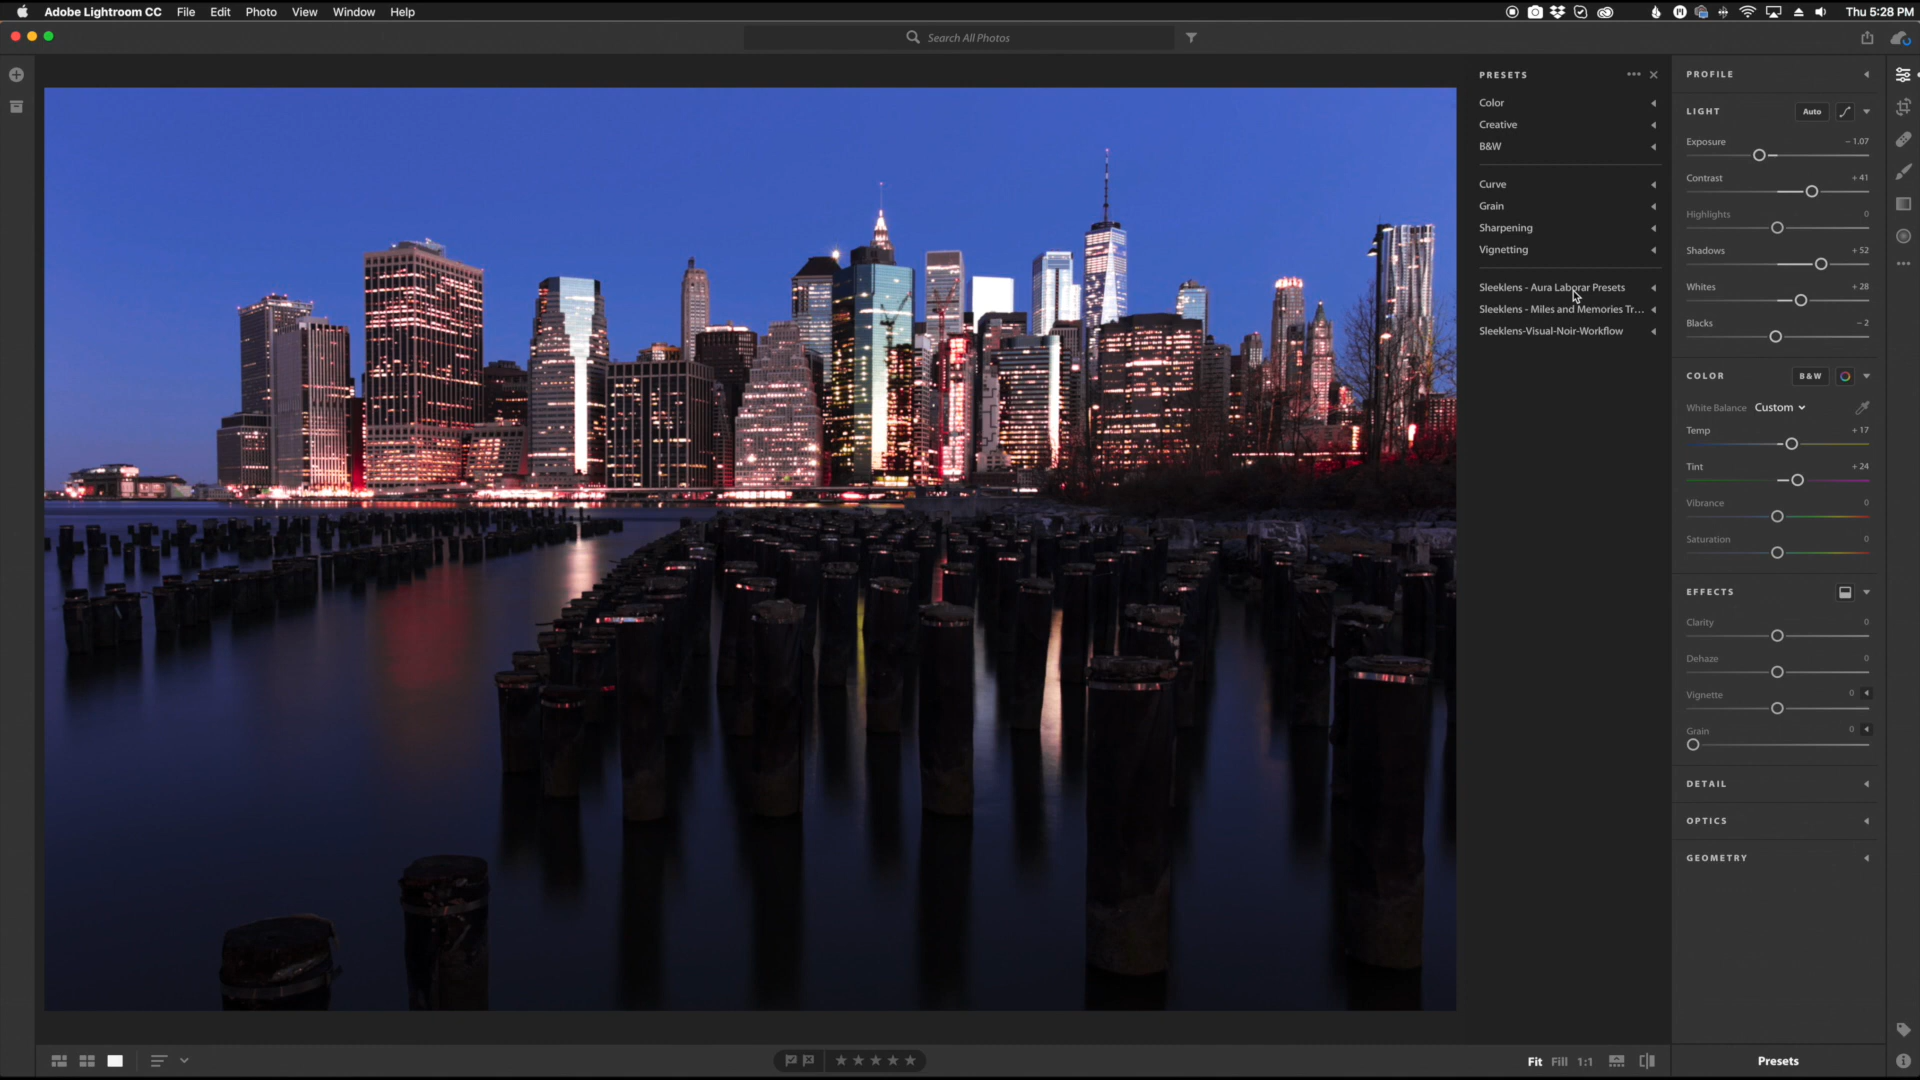 Adobe Lightroom CC File Edit Photo View Window Help Thu 5:28 PM
Search All Photos
PRESETS
Color
Creative
B&W
Curve
Grain
Sharpening
Vignetting
Sleeklens - Aura Laborar Presets
Sleeklens - Miles and Memories Tr...
Sleeklens-Visual-Noir-Workflow
PROFILE
LIGHT Auto
Exposure - 1.07
Contrast + 41
Highlights 0
Shadows + 52
Whites + 28
Blacks - 2
COLOR B&W
White Balance Custom
Temp + 17
Tint + 24
Vibrance 0
Saturation 0
EFFECTS
Clarity 0
Dehaze 0
Vignette 0
Grain 0
DETAIL
OPTICS
GEOMETRY
Fit Fill 1:1
Presets